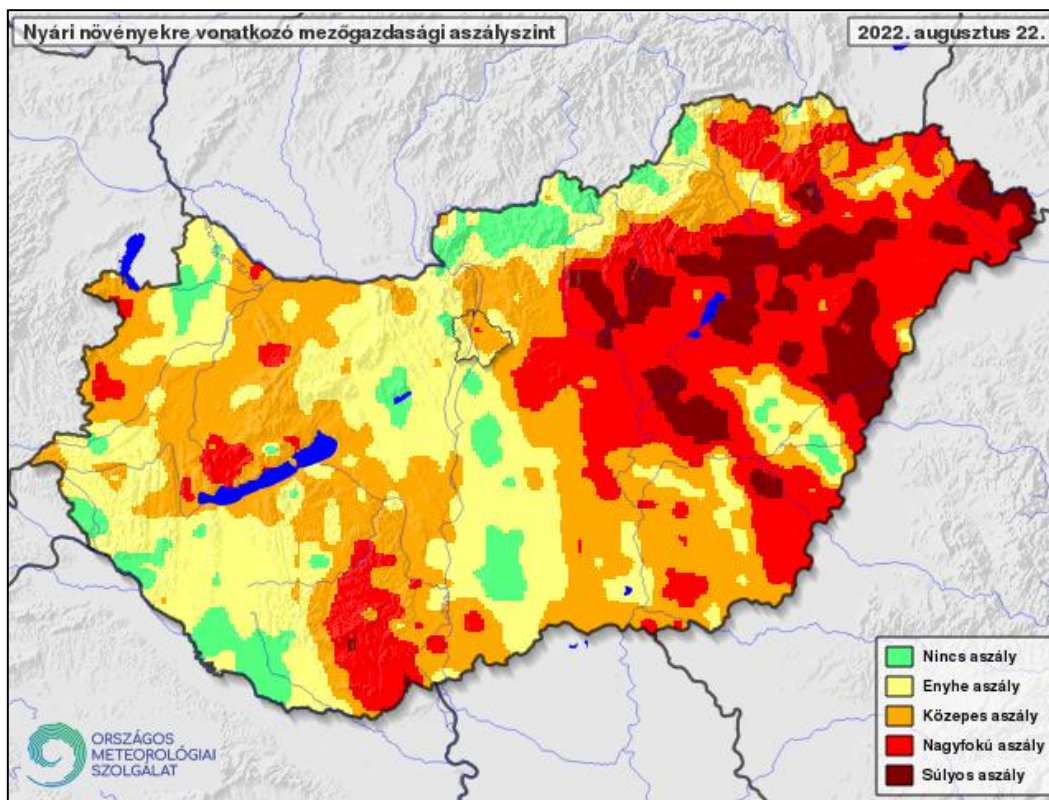 Nyári növényekre vonatkozó mezőgazdasági aszályszint
2022. augusztus 22.
Nincs aszály
Enyhe aszály
Közepes aszály
Nagyfokú aszály
Súlyos aszály
ORSZÁGOS
METEOROLÓGIAI
SZOLGÁLAT